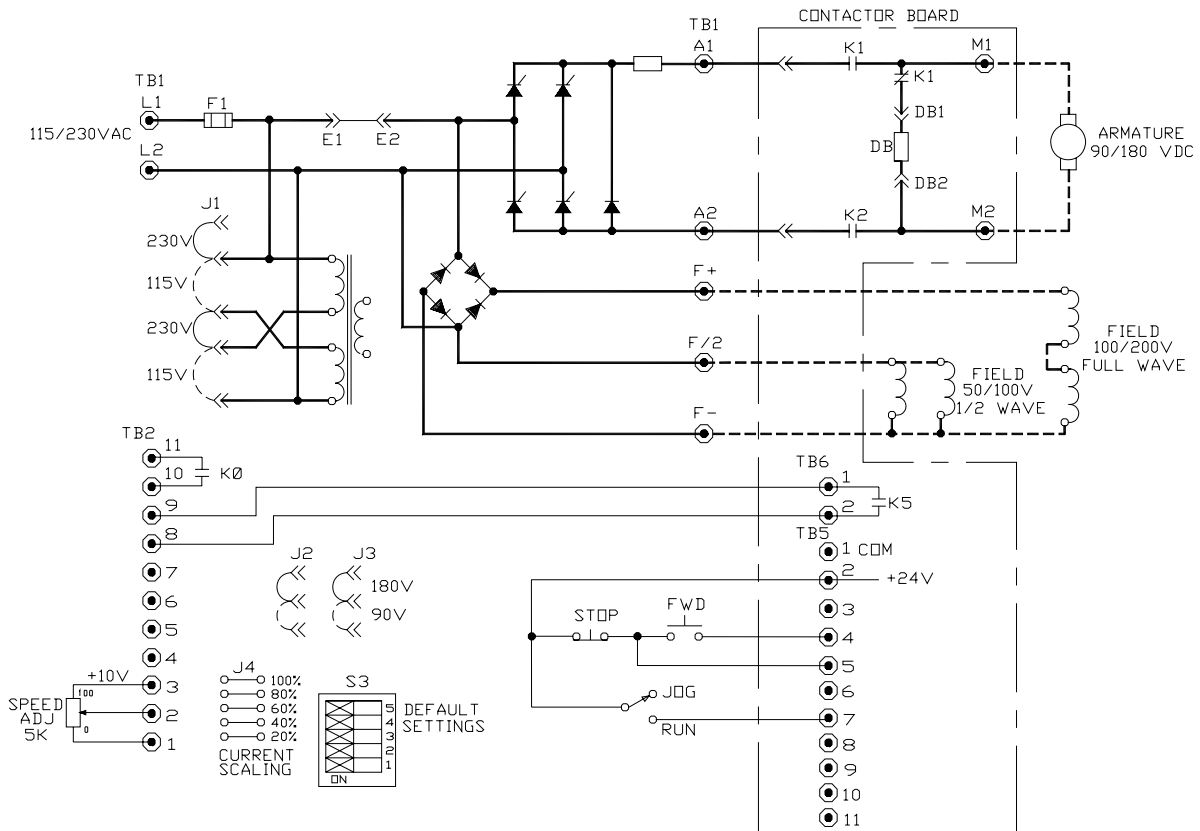 CONTACTOR BOARD
TB1
A1
K1
M1
TB1
L1
F1
115/230VAC
E1
E2
K1
DB1
DB
DB2
ARMATURE
90/180 VDC
L2
J1
A2
K2
M2
230V
115V
230V
115V
F+
F/2
F-
FIELD
100/200V
FULL WAVE
FIELD
50/100V
1/2 WAVE
TB2
11
10
9
8
7
6
5
4
3
2
1
K0
TB6
1
2
K5
TB5
1 COM
2
+24V
3
4
5
6
7
8
9
10
11
J2
J3
180V
90V
STOP
FWD
JOG
RUN
+10V
SPEED
ADJ
5K
100
0
J4
100%
80%
60%
40%
20%
CURRENT
SCALING
S3
5
4
3
2
1
ON
DEFAULT
SETTINGS